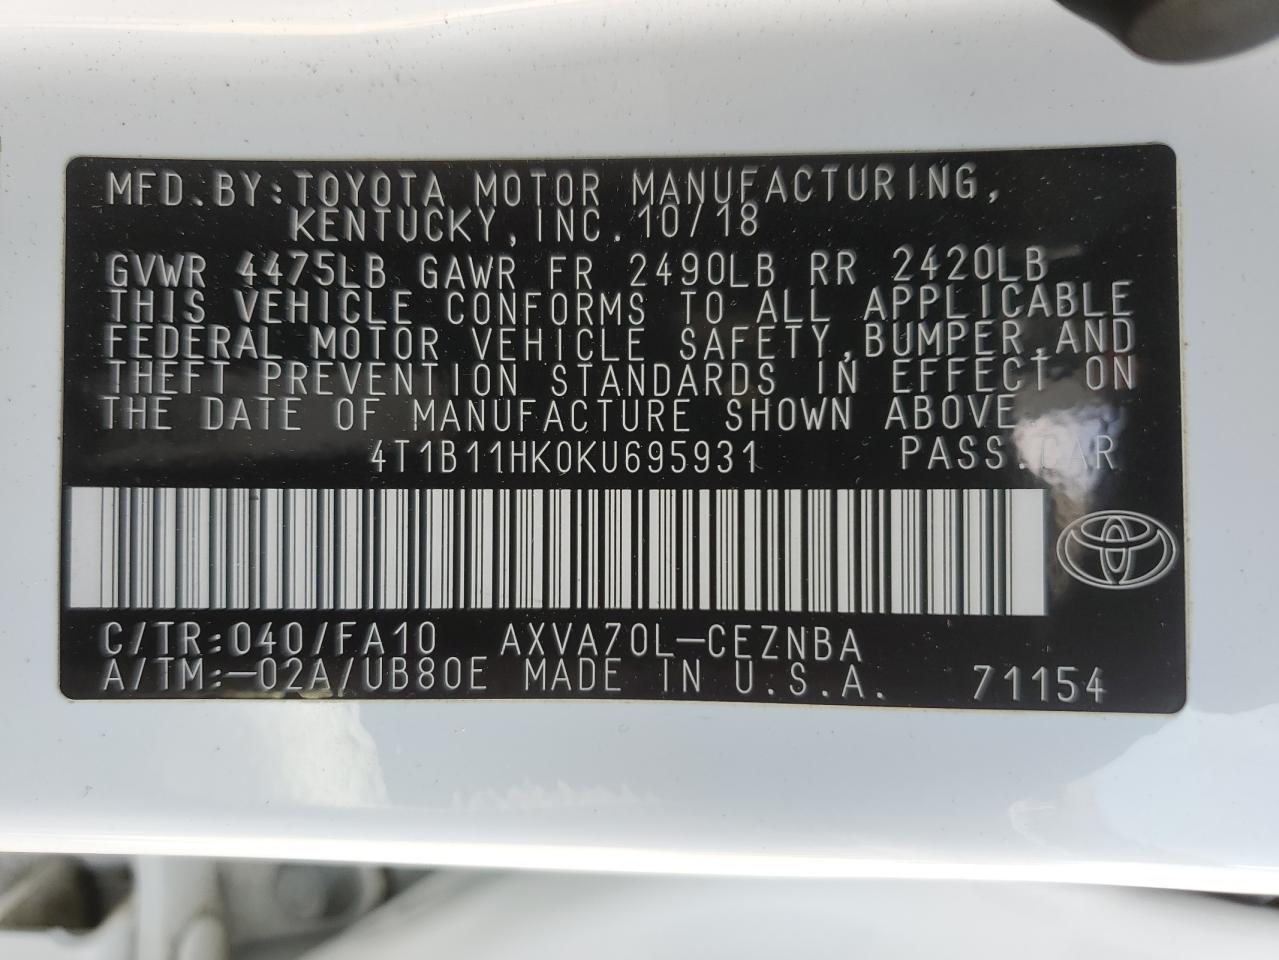 MFD.BY:TOYOTA MOTOR MANUFACTURING,
KENTUCKY, INC. 10/18
GVWR 4475LB GAWR FR 2490LB RR 2420LB
THIS VEHICLE CONFORMS TO ALL APPLICABLE
FEDERAL MOTOR VEHICLE SAFETY,BUMPER,AND
THEFT PREVENTION STANDARDS IN EFFECT ON
THE DATE OF MANUFACTURE SHOWN ABOVE.
4T1B11HK0KU695931 PASS.CAR
C/TR:040/FA10 AXVA70L-CEZNBA
A/TM:-02A/UB80E MADE IN U.S.A. 71154